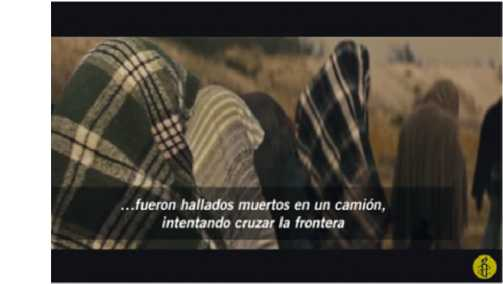 ...fueron hallados muertos en un camión,
intentando cruzar la frontera